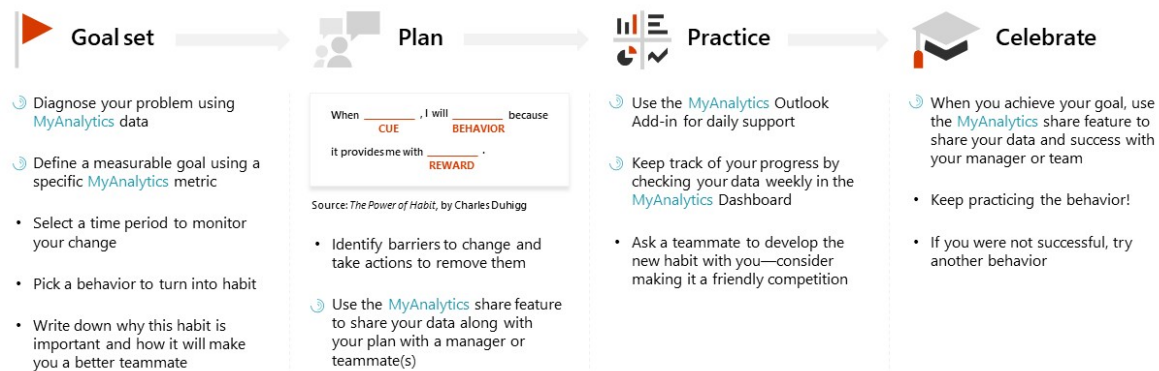 Goal set
Diagnose your problem using
MyAnalytics data
Define a measurable goal using a
specific MyAnalytics metric
• Select a time period to monitor
your change
• Pick a behavior to turn into habit
• Write down why this habit is
important and how it will make
you a better teammate
Plan
When ________ , I will ________ because
CUE BEHAVIOR
it provides me with ________ .
REWARD
Source: The Power of Habit, by Charles Duhigg
• Identify barriers to change and
take actions to remove them
Use the MyAnalytics share feature
to share your data along with
your plan with a manager or
teammate(s)
Practice
Use the MyAnalytics Outlook
Add-in for daily support
Keep track of your progress by
checking your data weekly in the
MyAnalytics Dashboard
• Ask a teammate to develop the
new habit with you—consider
making it a friendly competition
Celebrate
When you achieve your goal, use
the MyAnalytics share feature to
share your data and success with
your manager or team
• Keep practicing the behavior!
• If you were not successful, try
another behavior